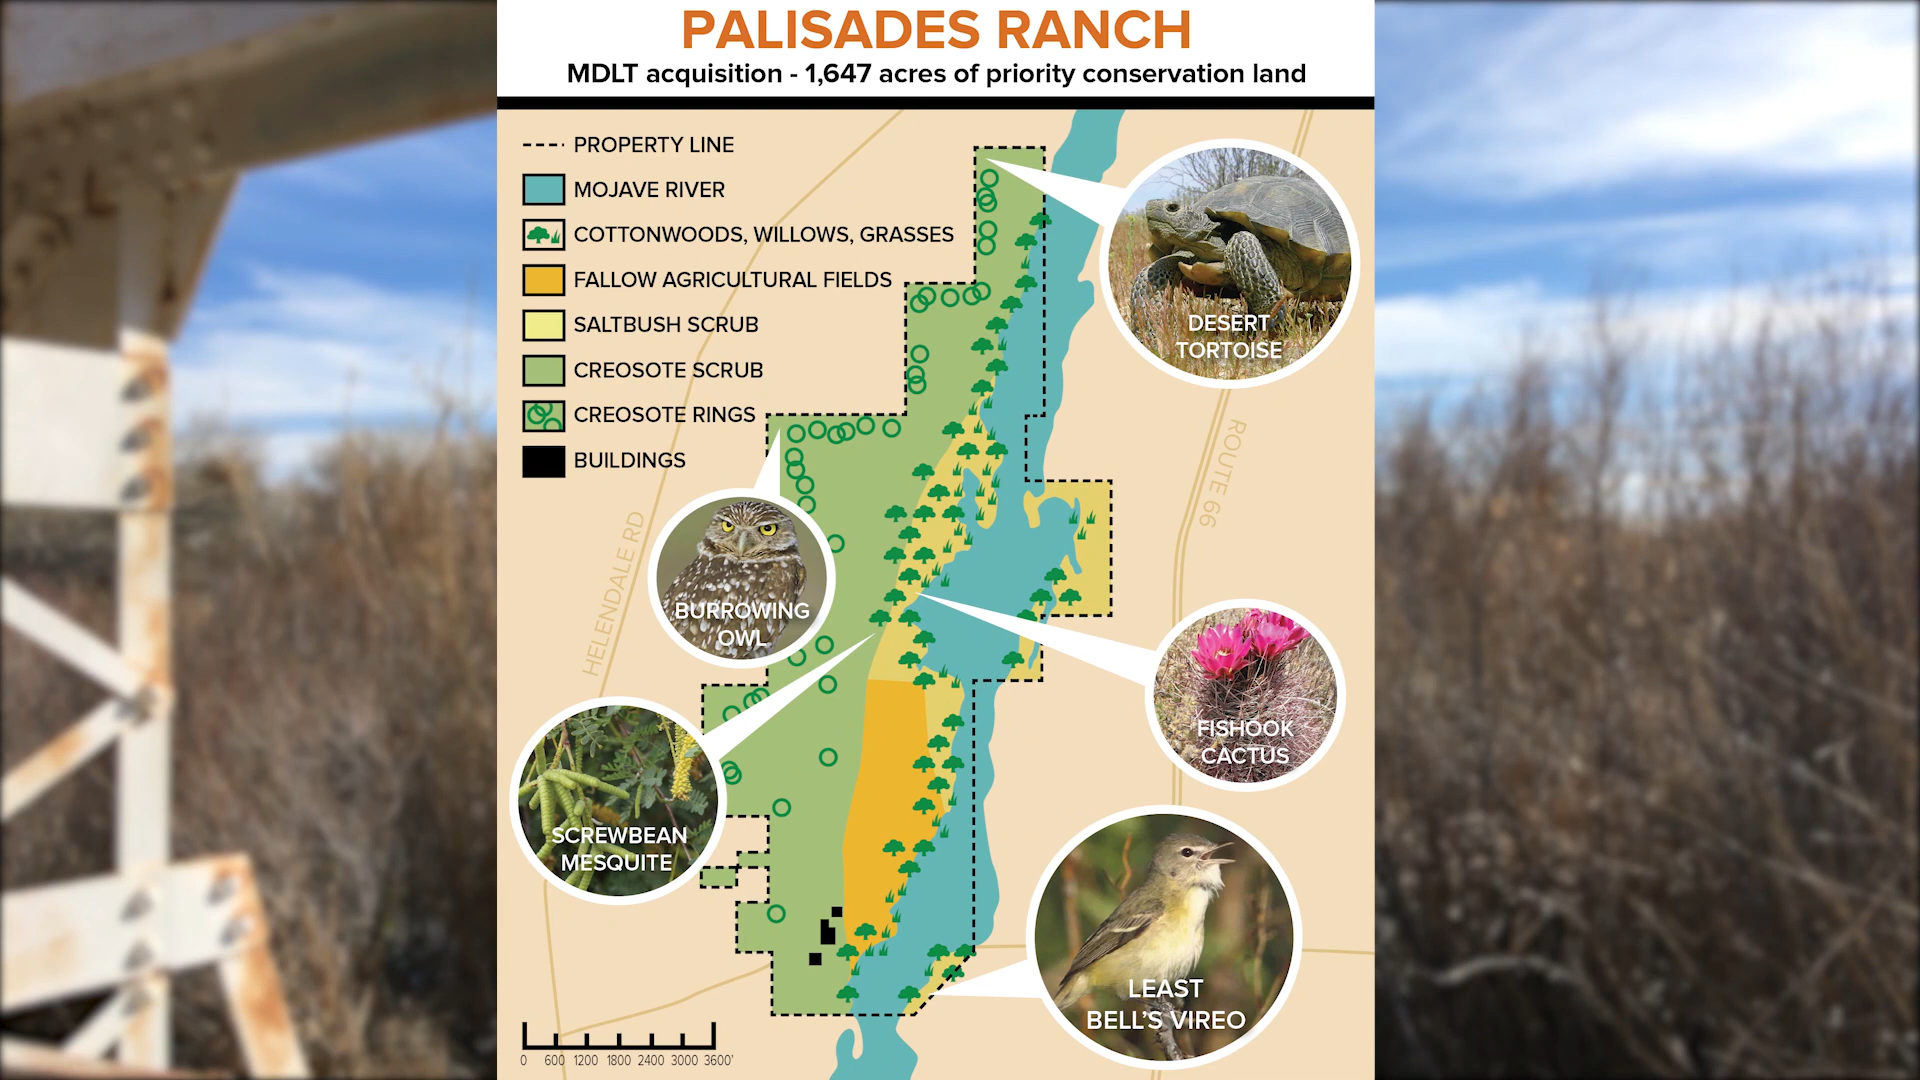 PALISADES RANCH
MDLT acquisition - 1,647 acres of priority conservation land
PROPERTY LINE
MOJAVE RIVER
COTTONWOODS, WILLOWS, GRASSES
FALLOW AGRICULTURAL FIELDS
SALTBUSH SCRUB
CREOSOTE SCRUB
CREOSOTE RINGS
BUILDINGS
DESERT
TORTOISE
ROUTE 66
HELENDALE RD
BURROWING
OWL
FISHOOK
CACTUS
SCREWBEAN
MESQUITE
LEAST
BELL'S VIREO
0 600 1200 1800 2400 3000 3600'